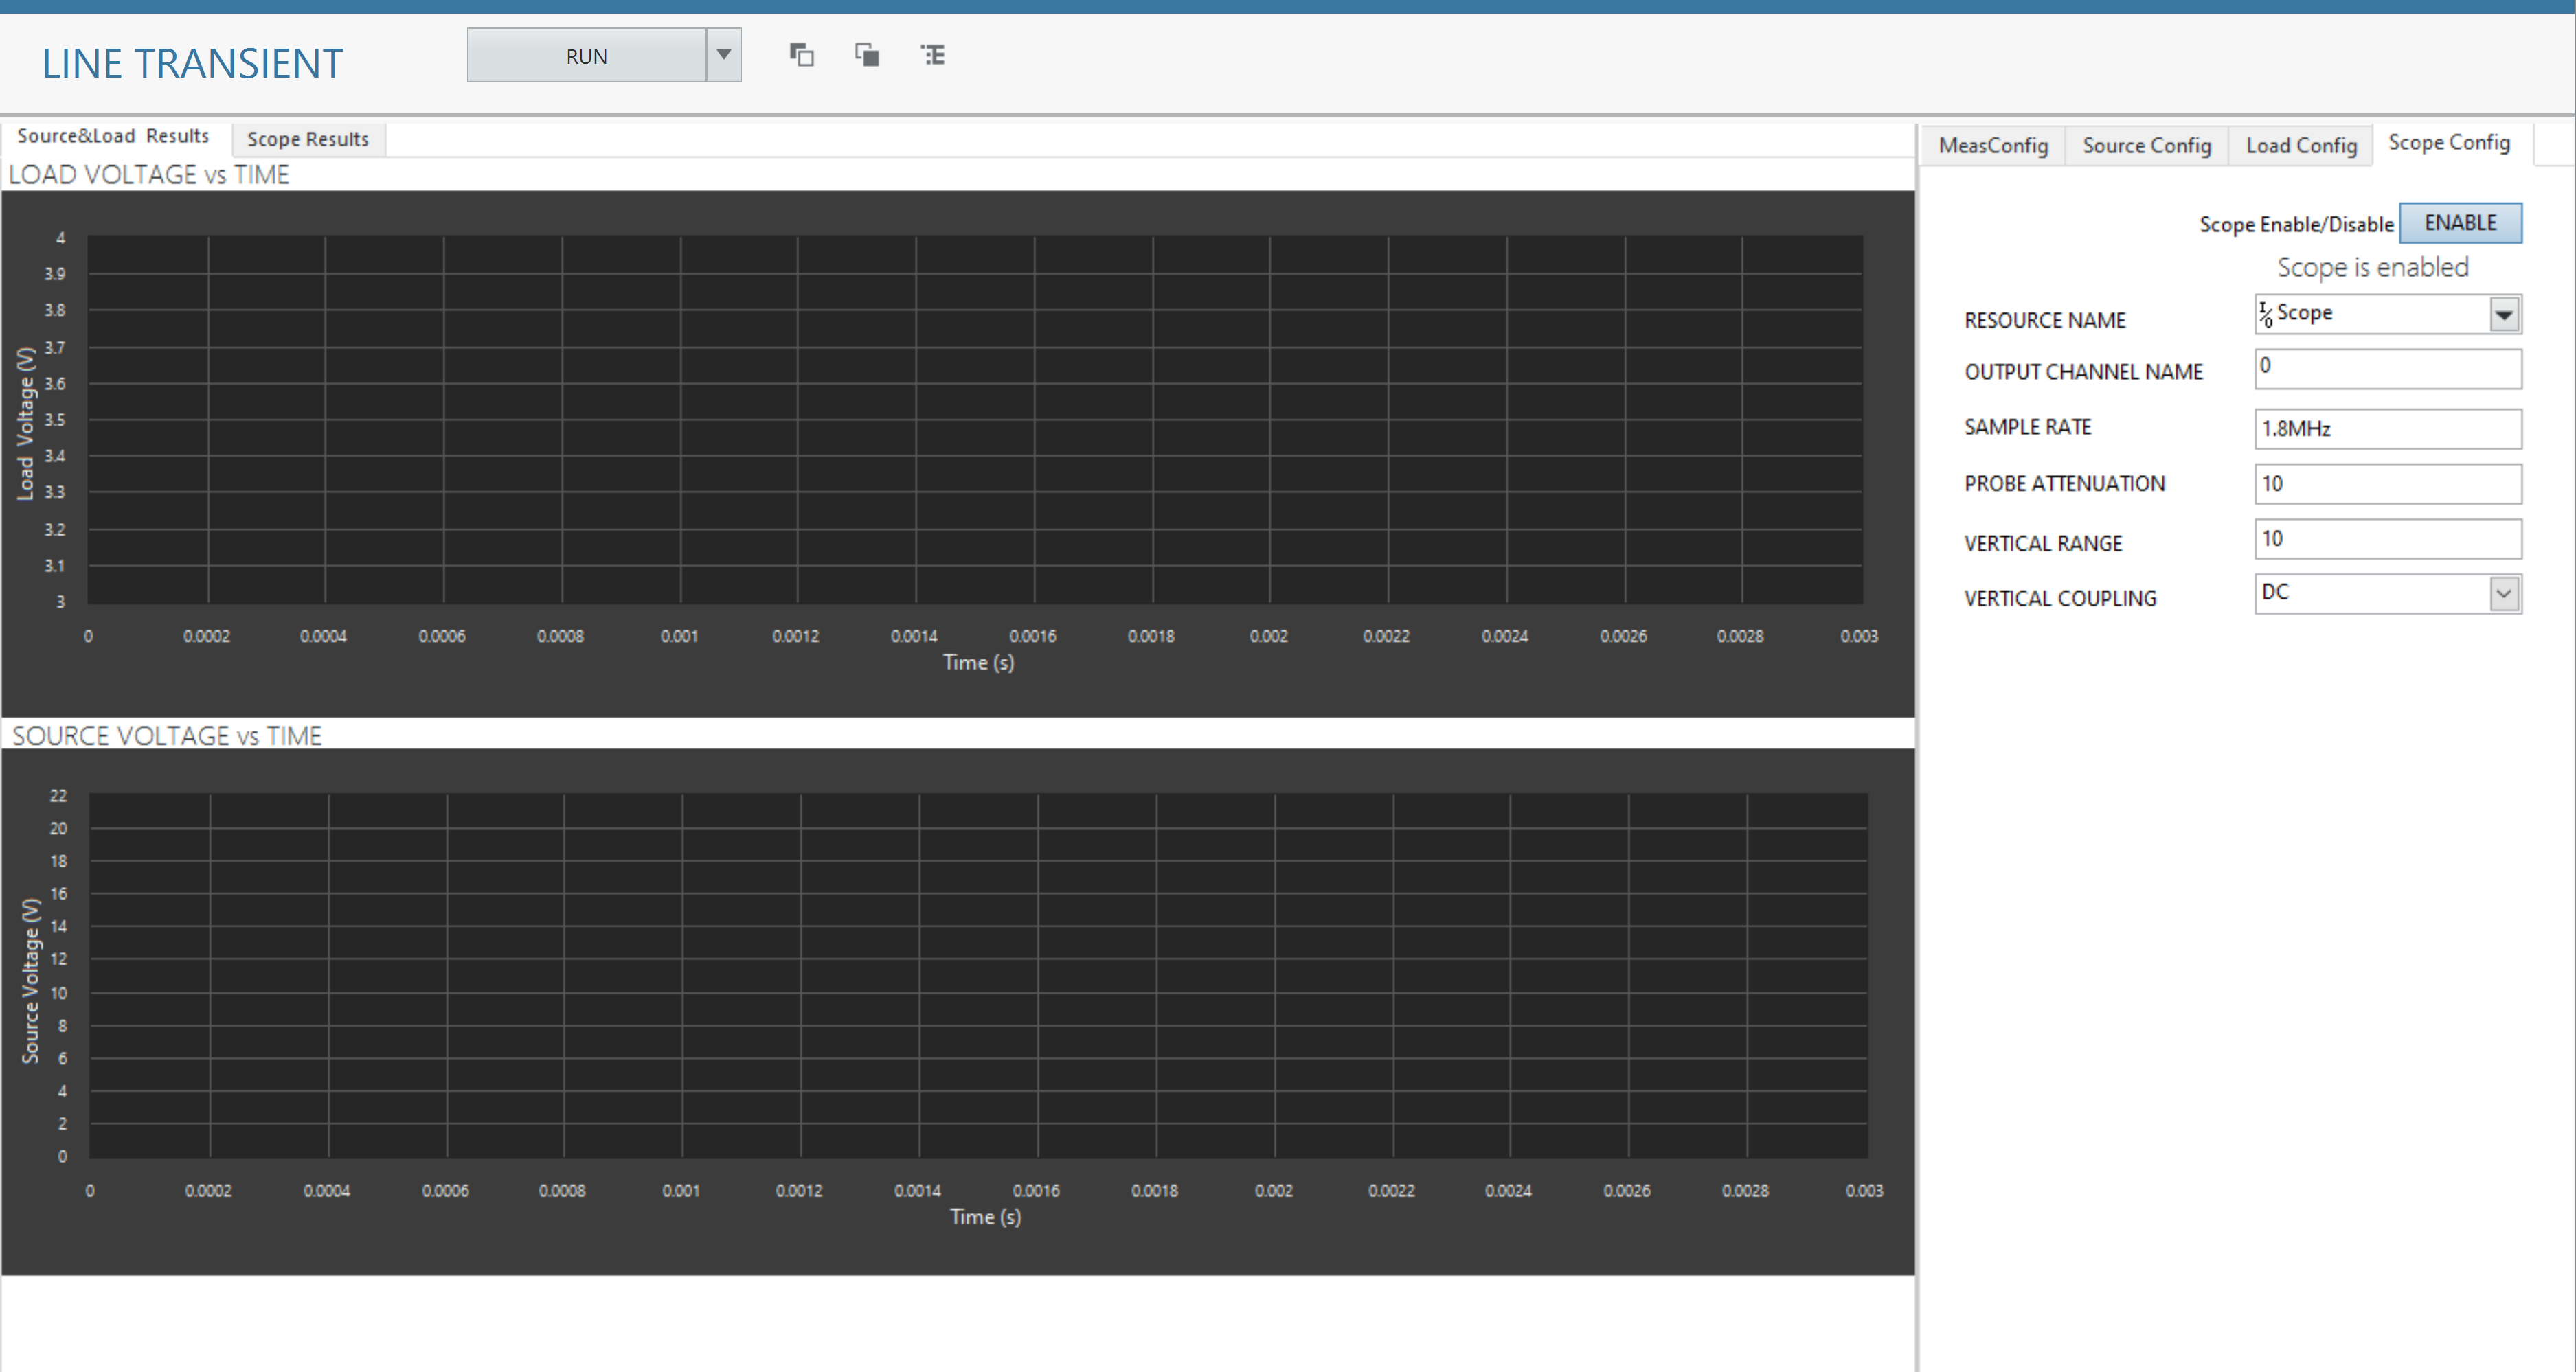 LINE TRANSIENT
RUN
Source&Load Results
Scope Results
LOAD VOLTAGE vs TIME
Load Voltage (V)
4
3.9
3.8
3.7
3.6
3.5
3.4
3.3
3.2
3.1
3
0 0.0002 0.0004 0.0006 0.0008 0.001 0.0012 0.0014 0.0016 0.0018 0.002 0.0022 0.0024 0.0026 0.0028 0.003
Time (s)
SOURCE VOLTAGE vs TIME
Source Voltage (V)
22
20
18
16
14
12
10
8
6
4
2
0
0 0.0002 0.0004 0.0006 0.0008 0.001 0.0012 0.0014 0.0016 0.0018 0.002 0.0022 0.0024 0.0026 0.0028 0.003
Time (s)
MeasConfig
Source Config
Load Config
Scope Config
Scope Enable/Disable ENABLE
Scope is enabled
RESOURCE NAME I/0 Scope
OUTPUT CHANNEL NAME 0
SAMPLE RATE 1.8MHz
PROBE ATTENUATION 10
VERTICAL RANGE 10
VERTICAL COUPLING DC